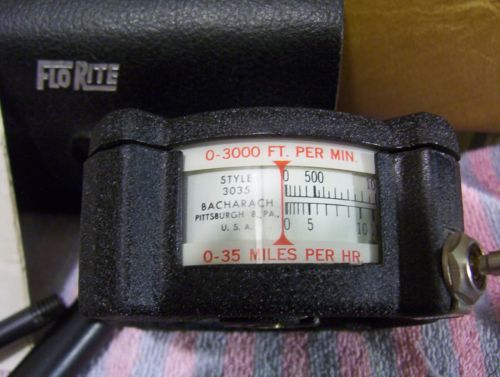 FLO RITE
0-3000 FT. PER MIN.
STYLE
3035
BACHARACH
PITTSBURGH 8, PA.,
U. S. A.
0 500
0 5 10
0-35 MILES PER HR.